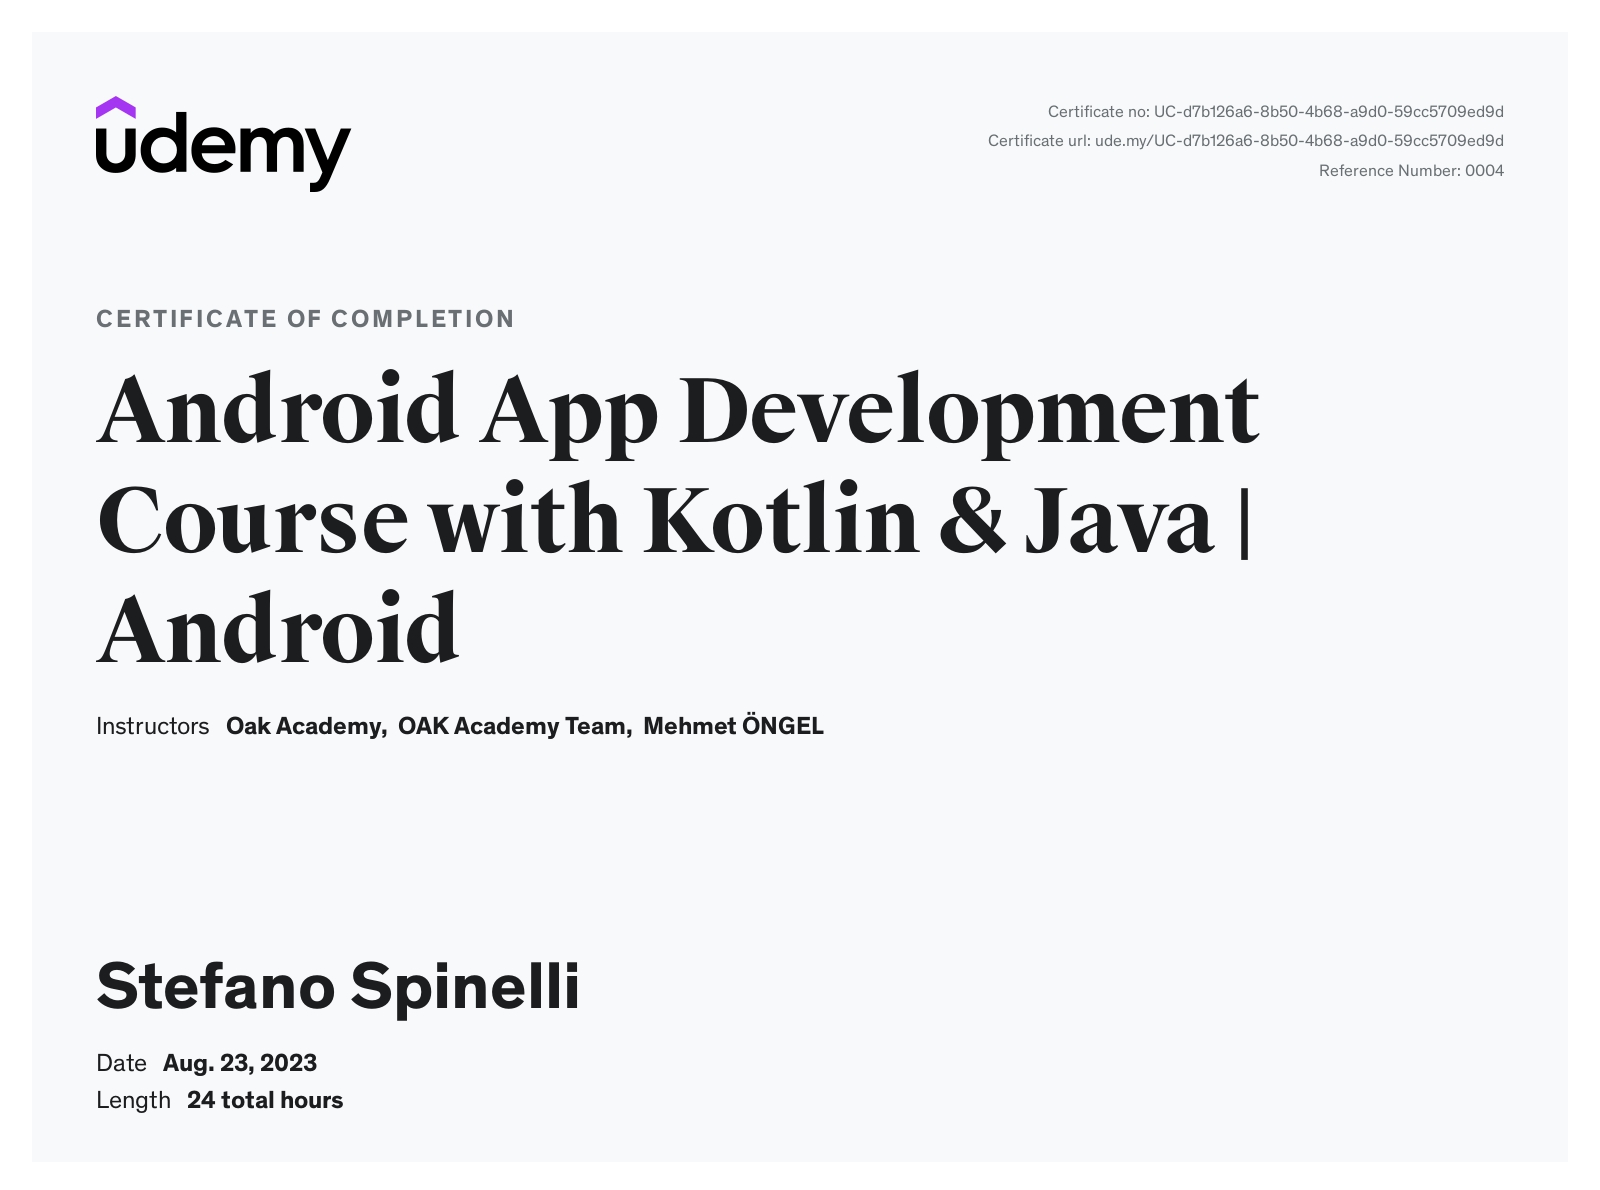 udemy
Certificate no: UC-d7b126a6-8b50-4b68-a9d0-59cc5709ed9d
Certificate url: ude.my/UC-d7b126a6-8b50-4b68-a9d0-59cc5709ed9d
Reference Number: 0004
CERTIFICATE OF COMPLETION
Android App Development
Course with Kotlin & Java |
Android
Instructors Oak Academy, OAK Academy Team, Mehmet ÖNGEL
Stefano Spinelli
Date Aug. 23, 2023
Length 24 total hours